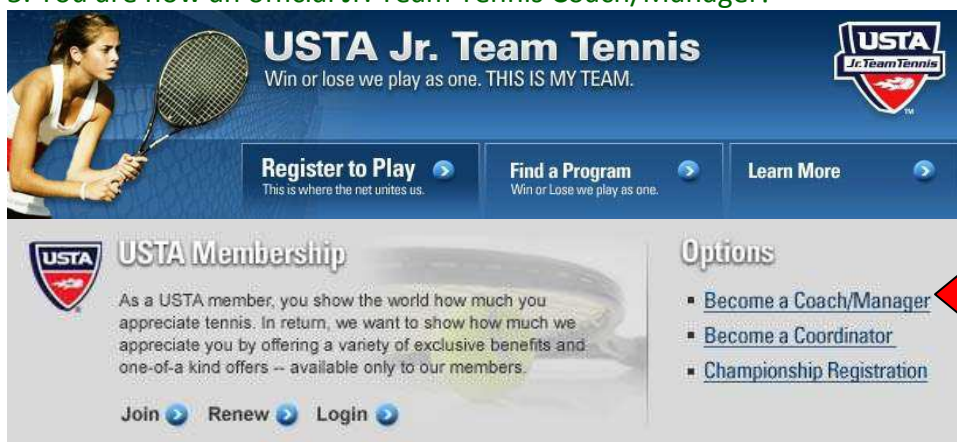 USTA Jr. Team Tennis
Win or lose we play as one. THIS IS MY TEAM.
USTA
Jr.TeamTennis
TM
Register to Play
This is where the net unites us.
Find a Program
Win or Lose we play as one.
Learn More
USTA
USTA Membership
As a USTA member, you show the world how much you
appreciate tennis. In return, we want to show how much we
appreciate you by offering a variety of exclusive benefits and
one-of-a kind offers -- available only to our members.
Join Renew Login
Options
Become a Coach/Manager
Become a Coordinator
Championship Registration